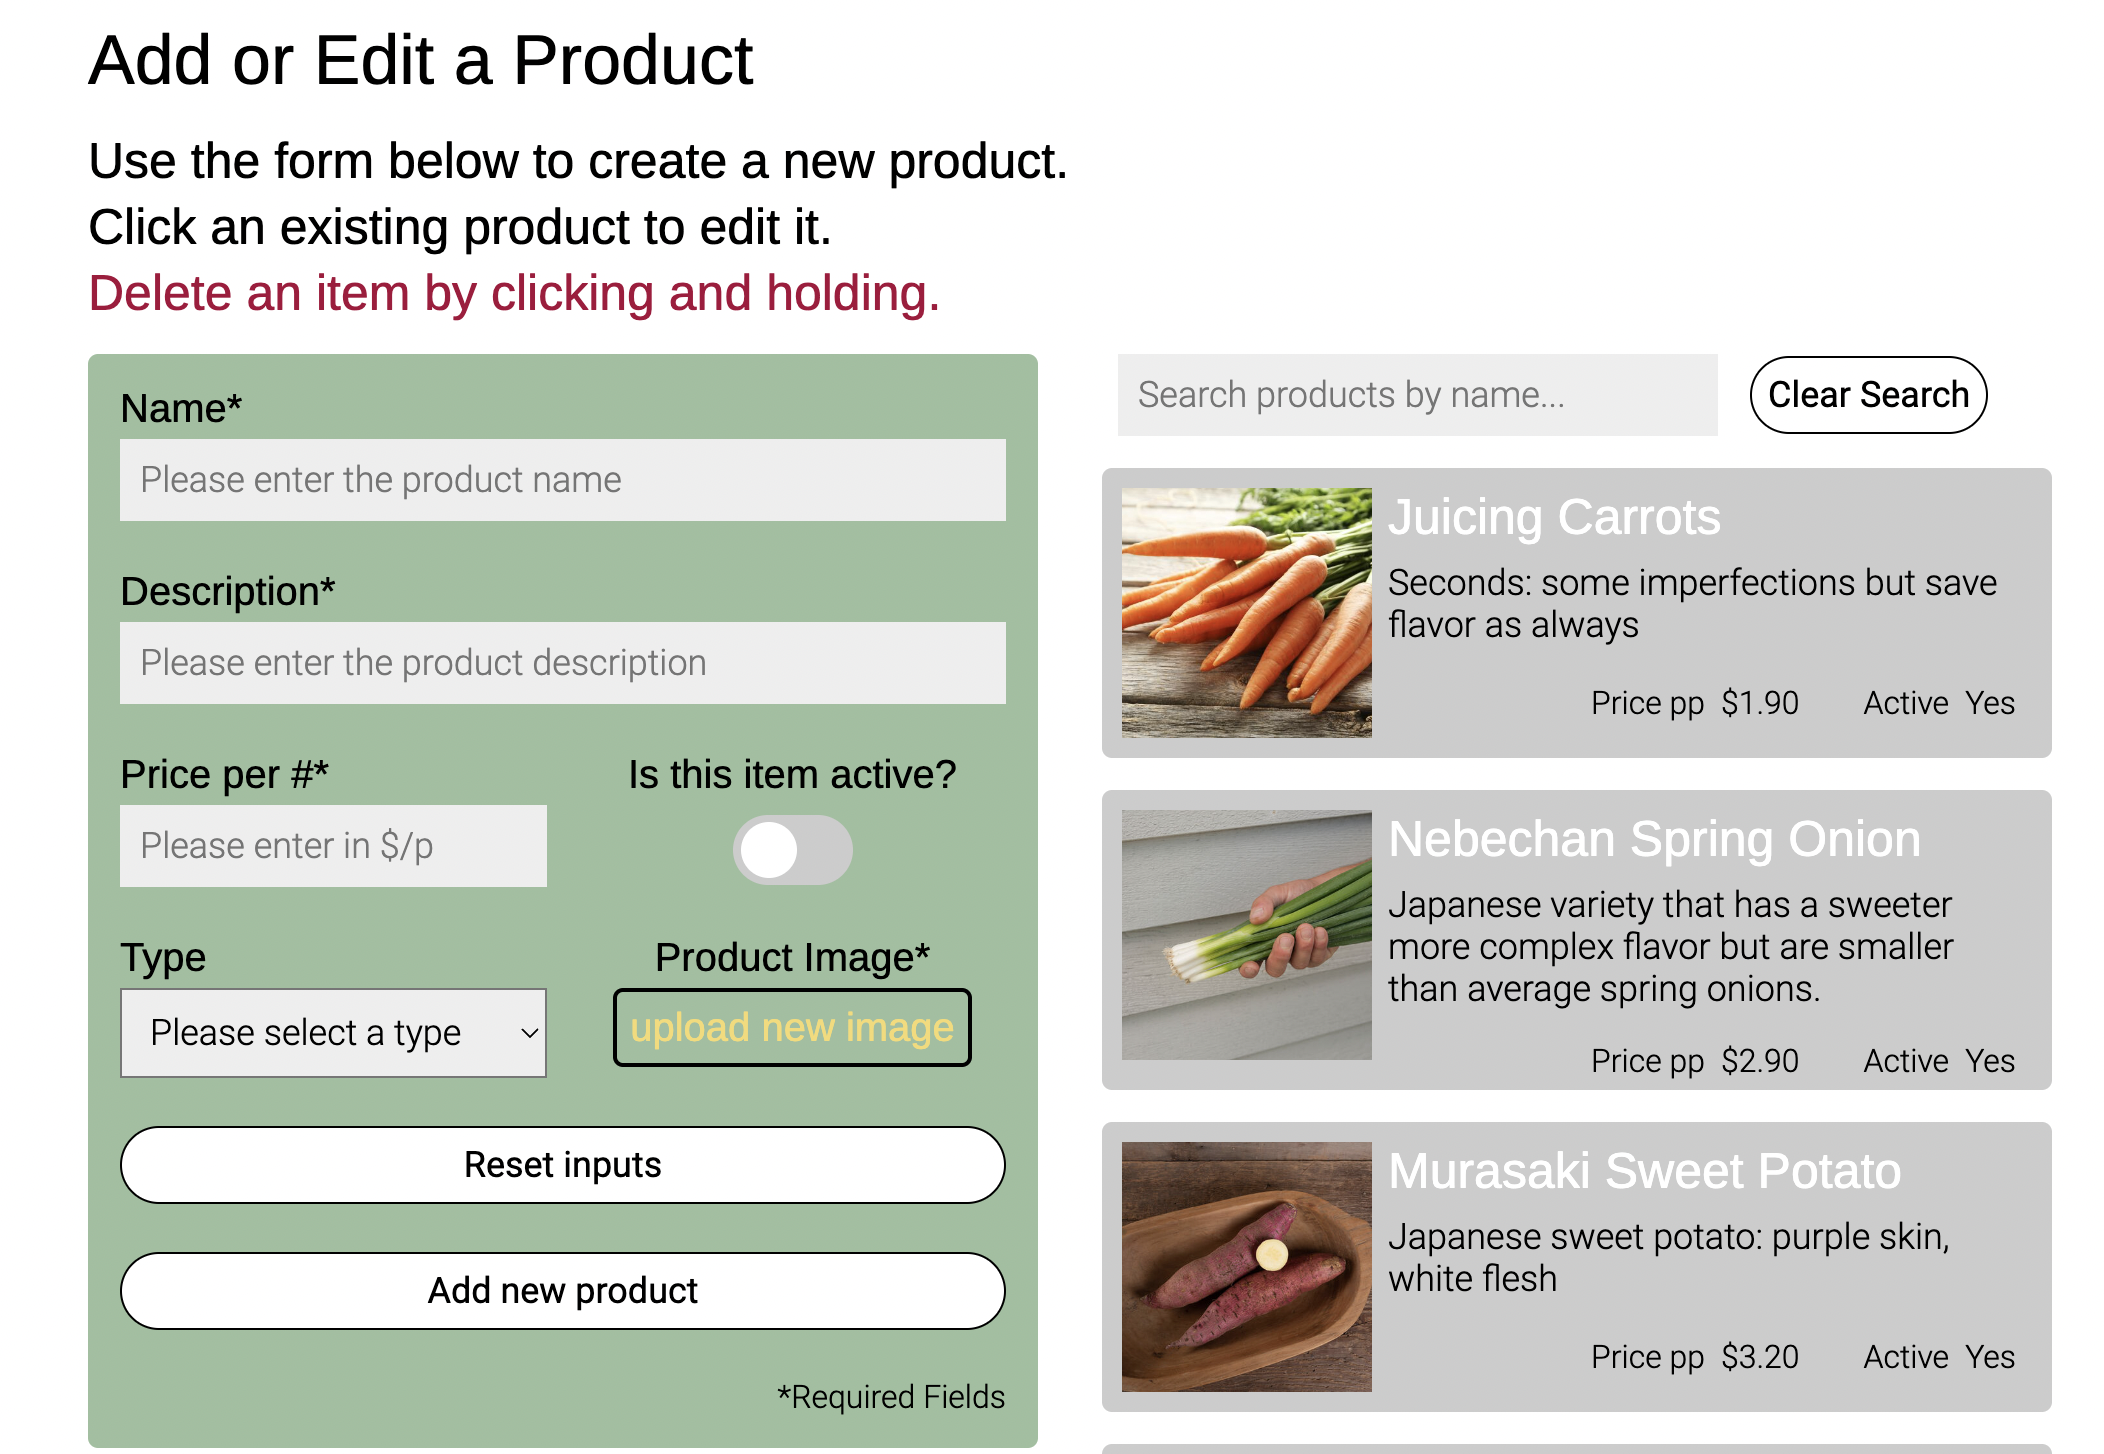 Add or Edit a Product
Use the form below to create a new product.
Click an existing product to edit it.
Delete an item by clicking and holding.
Name*
Please enter the product name
Description*
Please enter the product description
Price per #*
Is this item active?
Please enter in $/p
Type
Product Image*
Please select a type
upload new image
Reset inputs
Add new product
*Required Fields
Search products by name...
Clear Search
Juicing Carrots
Seconds: some imperfections but save
flavor as always
Price pp $1.90 Active Yes
Nebechan Spring Onion
Japanese variety that has a sweeter
more complex flavor but are smaller
than average spring onions.
Price pp $2.90 Active Yes
Murasaki Sweet Potato
Japanese sweet potato: purple skin,
white flesh
Price pp $3.20 Active Yes